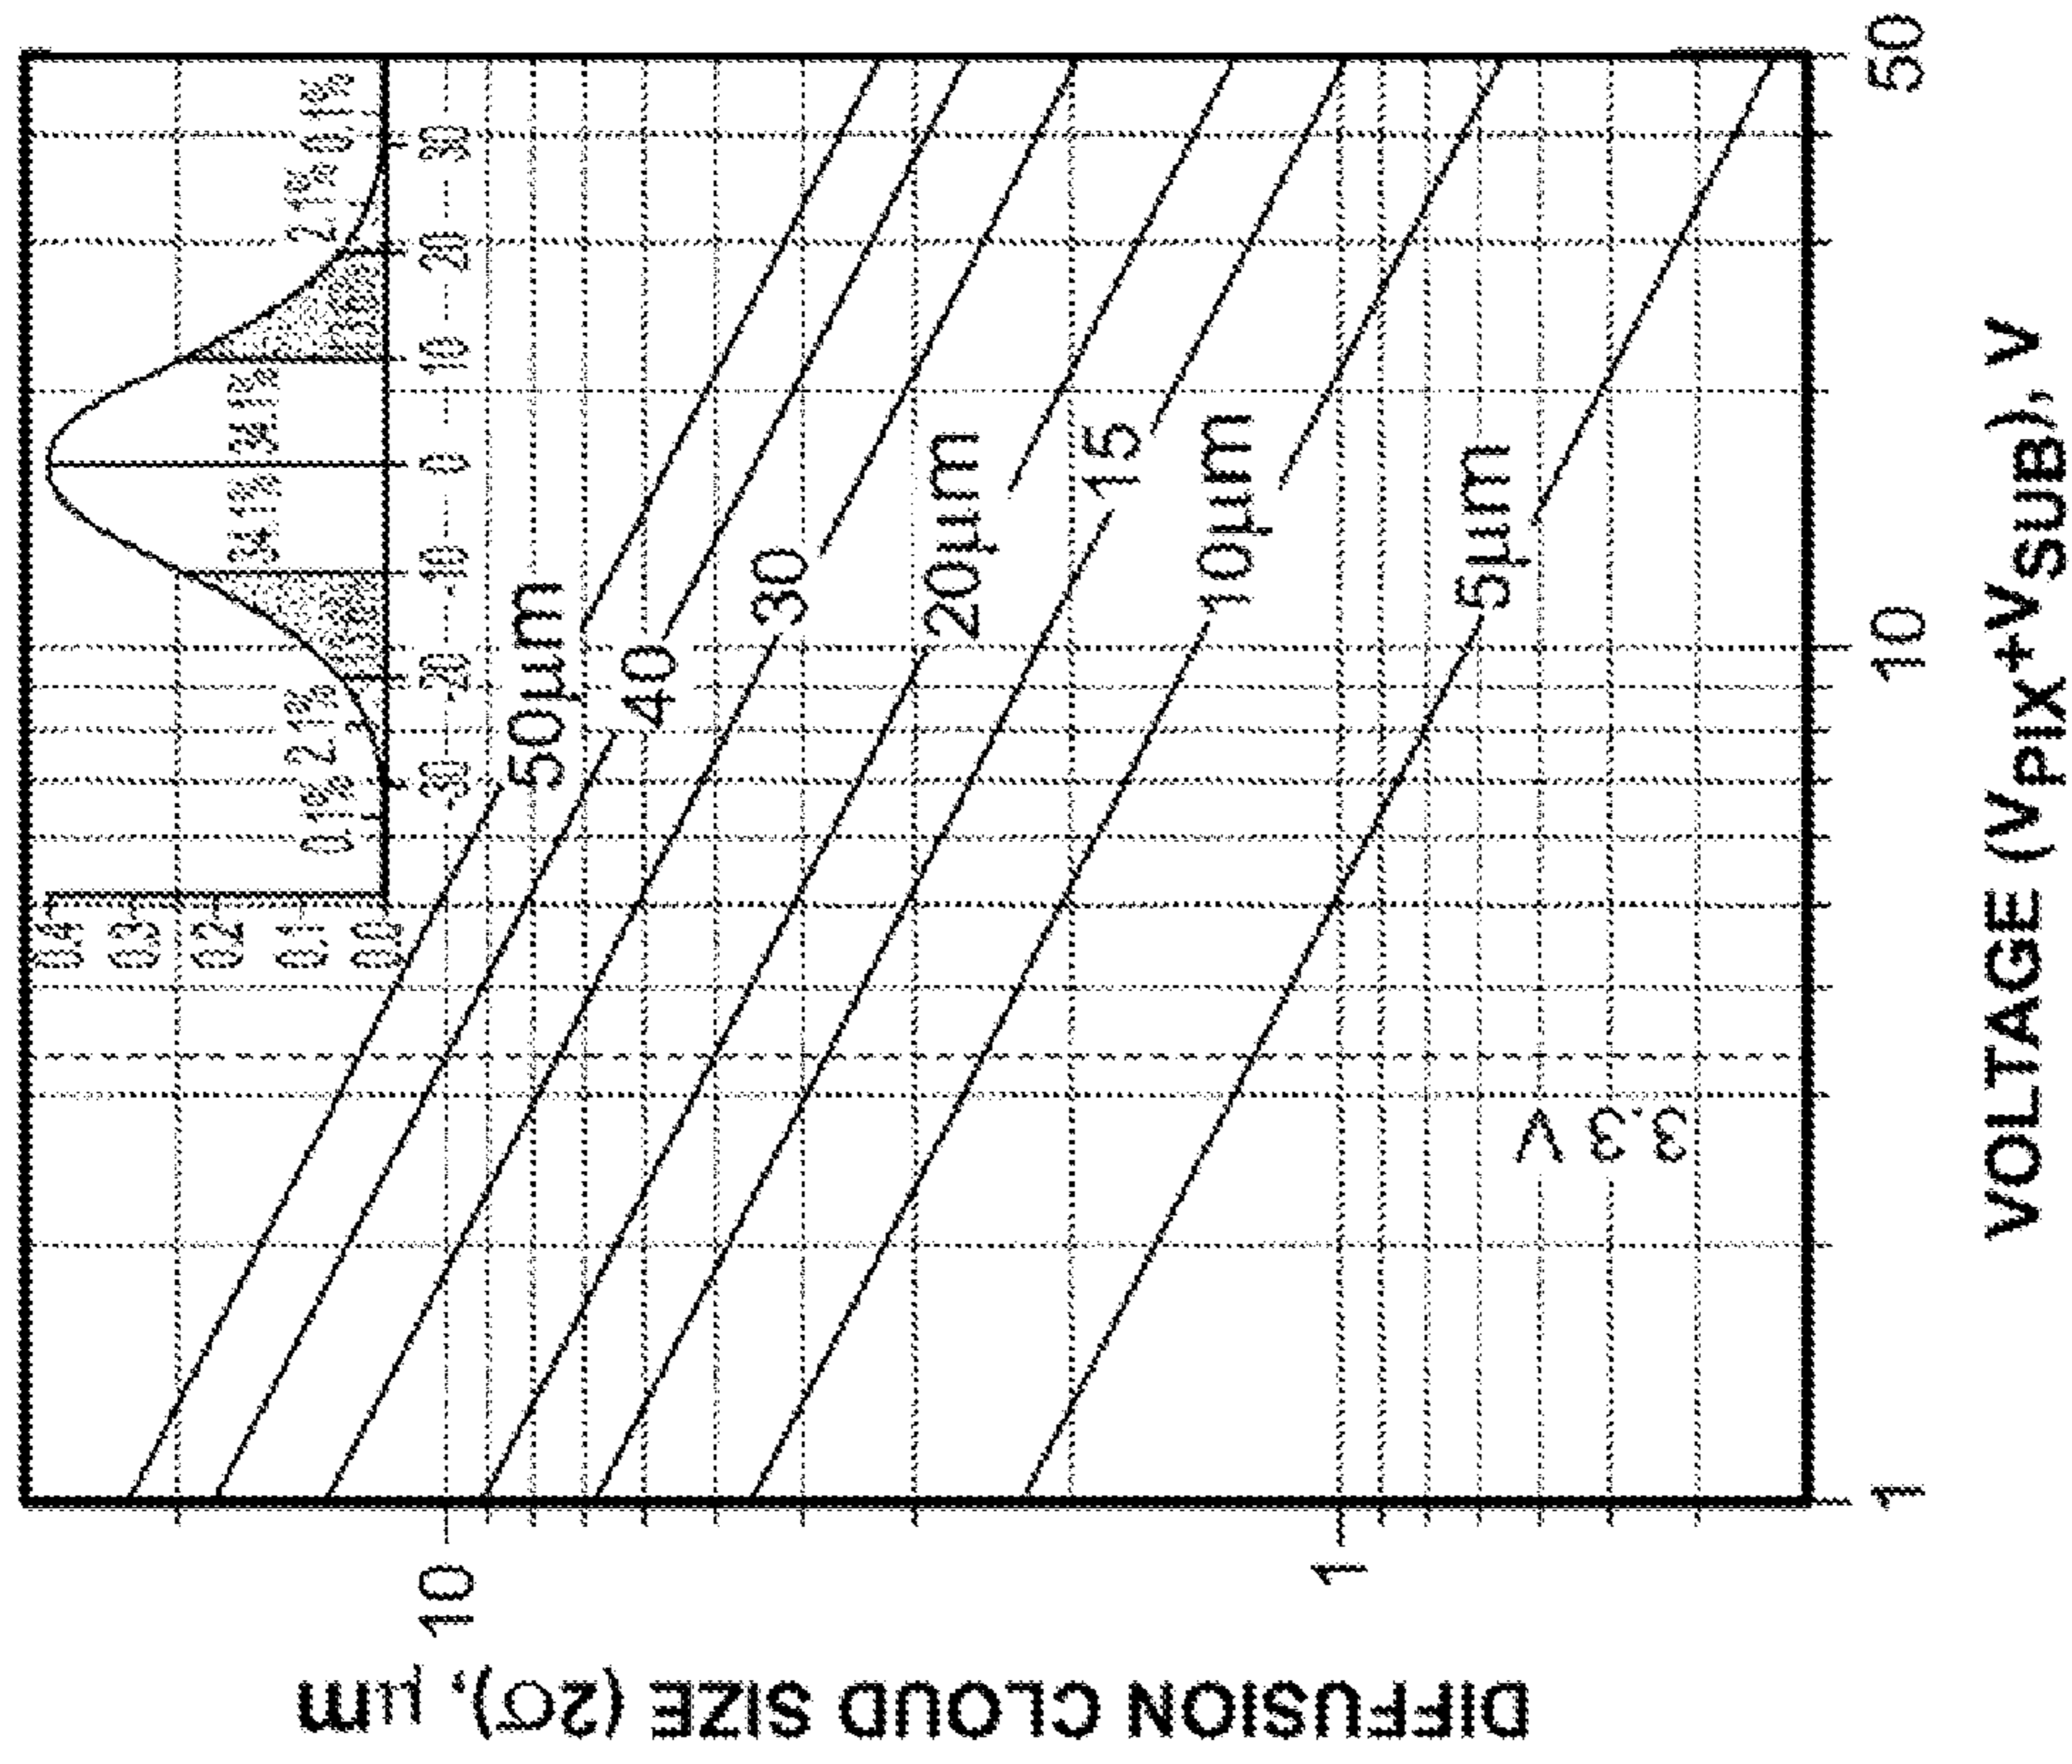 DIFFUSION CLOUD SIZE (2σ), μm
10
1
0.4
0.3
0.2
0.1
0.0
0.1% 2.1%
34.1% 34.1%
2.1% 0.1%
-30 -20 -10 0 10 20 30
50μm
40
30
20μm
15
10μm
5μm
3.3 V
1 10 50
VOLTAGE (VPIX+VSUB), V